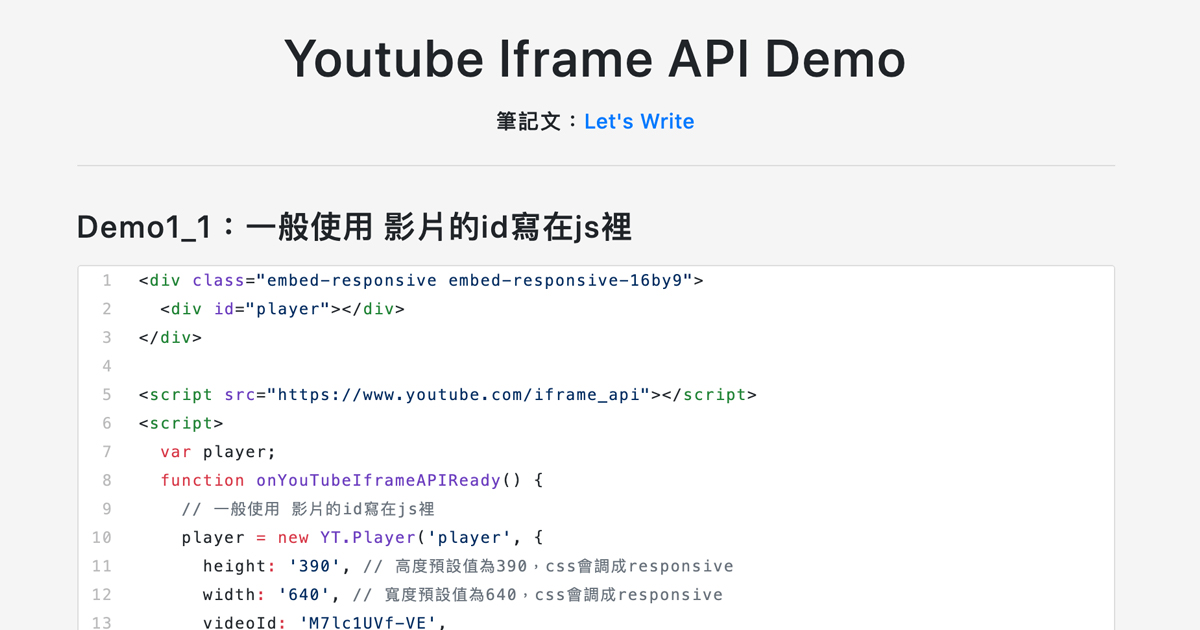 Youtube Iframe API Demo
筆記文：Let's Write
Demo1_1：一般使用 影片的id寫在js裡
1 <div class="embed-responsive embed-responsive-16by9">
2 <div id="player"></div>
3 </div>
4
5 <script src="https://www.youtube.com/iframe_api"></script>
6 <script>
7 var player;
8 function onYouTubeIframeAPIReady() {
9 // 一般使用 影片的id寫在js裡
10 player = new YT.Player('player', {
11 height: '390', // 高度預設值為390，css會調成responsive
12 width: '640', // 寬度預設值為640，css會調成responsive
13 videoId: 'M7lc1UVf-VE',